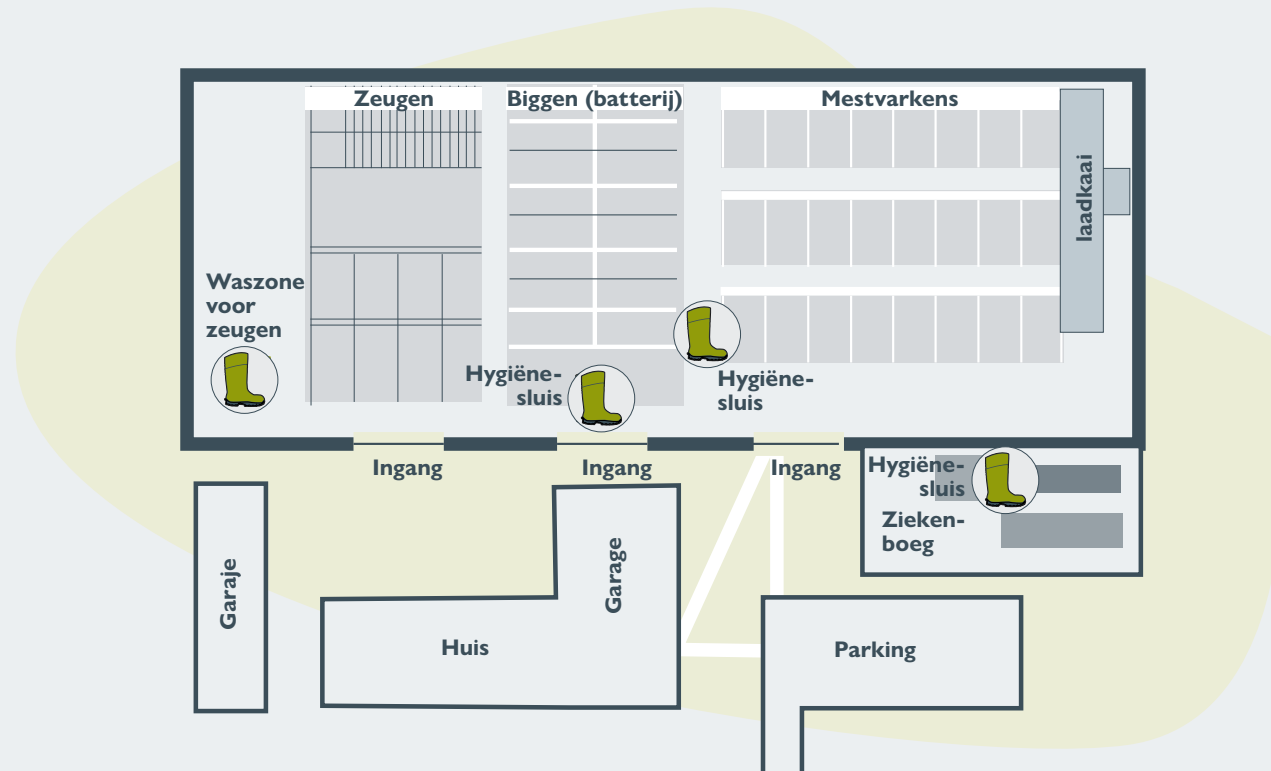 Zeugen
Biggen (batterij)
Mestvarkens
laadkaai
Waszone
voor
zeugen
Hygiëne-
sluis
Hygiëne-
sluis
Ingang
Ingang
Ingang
Hygiëne-
sluis
Zieken-
boeg
Garaje
Garage
Huis
Parking